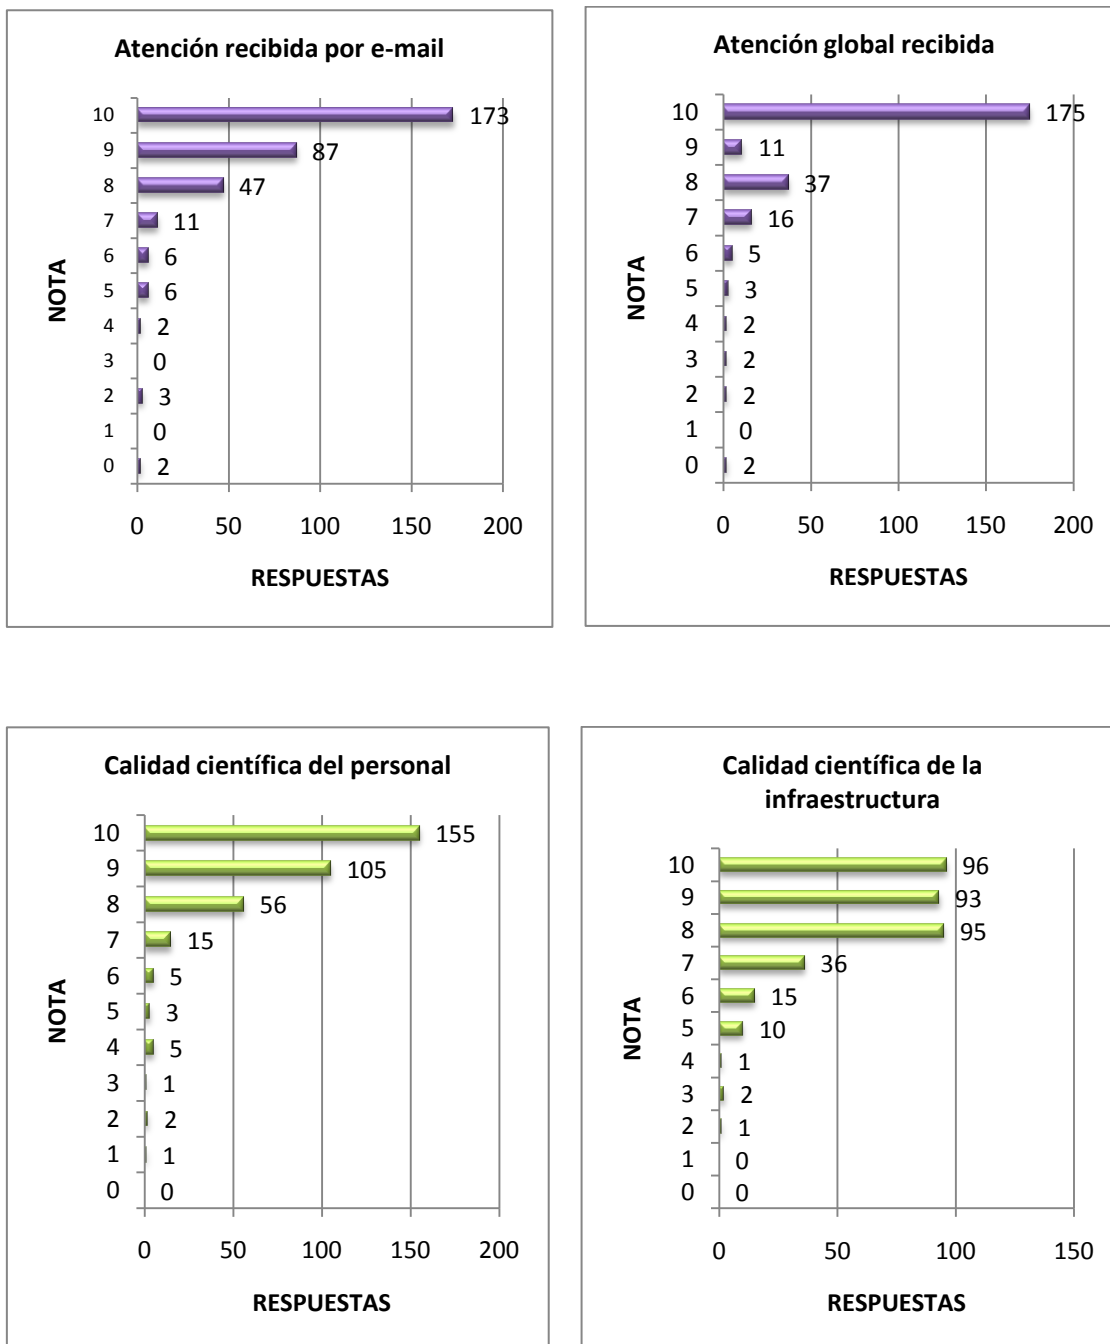 Atención recibida por e-mail
NOTA
10 173
9 87
8 47
7 11
6 6
5 6
4 2
3 0
2 3
1 0
0 2
0 50 100 150 200
RESPUESTAS
Atención global recibida
NOTA
10 175
9 11
8 37
7 16
6 5
5 3
4 2
3 2
2 2
1 0
0 2
0 50 100 150 200
RESPUESTAS
Calidad científica del personal
NOTA
10 155
9 105
8 56
7 15
6 5
5 3
4 5
3 1
2 2
1 1
0 0
0 50 100 150 200
RESPUESTAS
Calidad científica de la
infraestructura
NOTA
10 96
9 93
8 95
7 36
6 15
5 10
4 1
3 2
2 1
1 0
0 0
0 50 100 150
RESPUESTAS